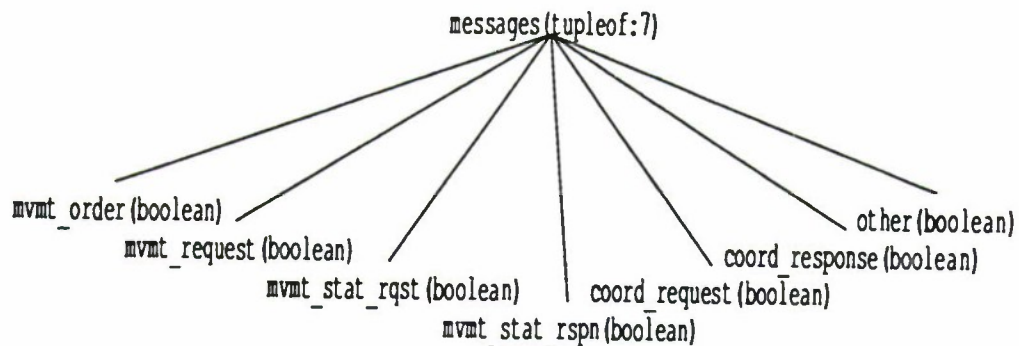 messages(tupleof:7)
mvmt_order(boolean)
other(boolean)
mvmt_request(boolean)
coord_response(boolean)
mvmt_stat_rqst(boolean)
coord_request(boolean)
mvmt_stat_rspn(boolean)